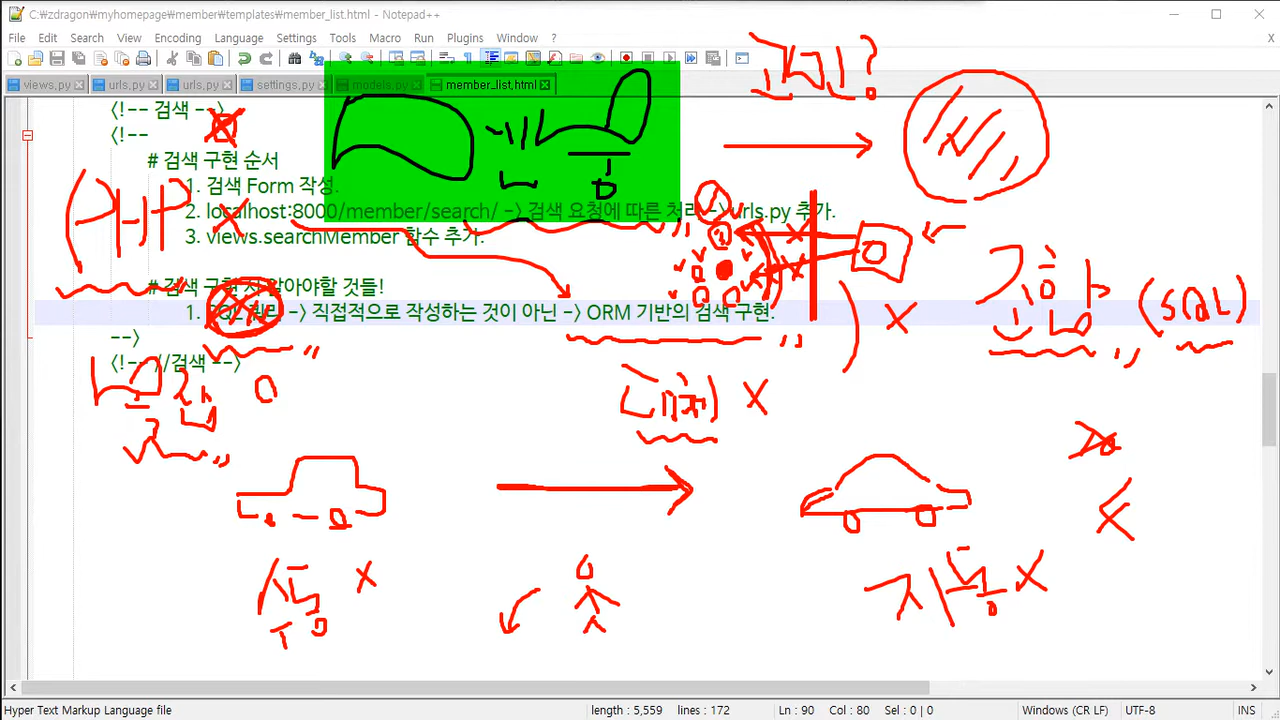 C:\zdragon\myhomepage\member\templates\member_list.html - Notepad++
File Edit Search View Encoding Language Settings Tools Macro Run Plugins Window ? X
views.py urls.py urls.py settings.py models.py member_list.html
<!-- 검색 -->
<!--
# 검색 구현 순서
1. 검색 Form 작성.
2. localhost:8000/member/search/ -> 검색 요청에 따른 처리 -> urls.py 추가.
3. views.searchMember 함수 추가.
# 검색 구현 시 알아야할 것들!
1. SQL 쿼리 -> 직접적으로 작성하는 것이 아닌 -> ORM 기반의 검색 구현.
-->
<!-- //검색 -->
(PHP X
(SQL)
수동 X
자동 X
Hyper Text Markup Language file length : 5,559 lines : 172 Ln : 90 Col : 80 Sel : 0 | 0 Windows (CR LF) UTF-8 INS